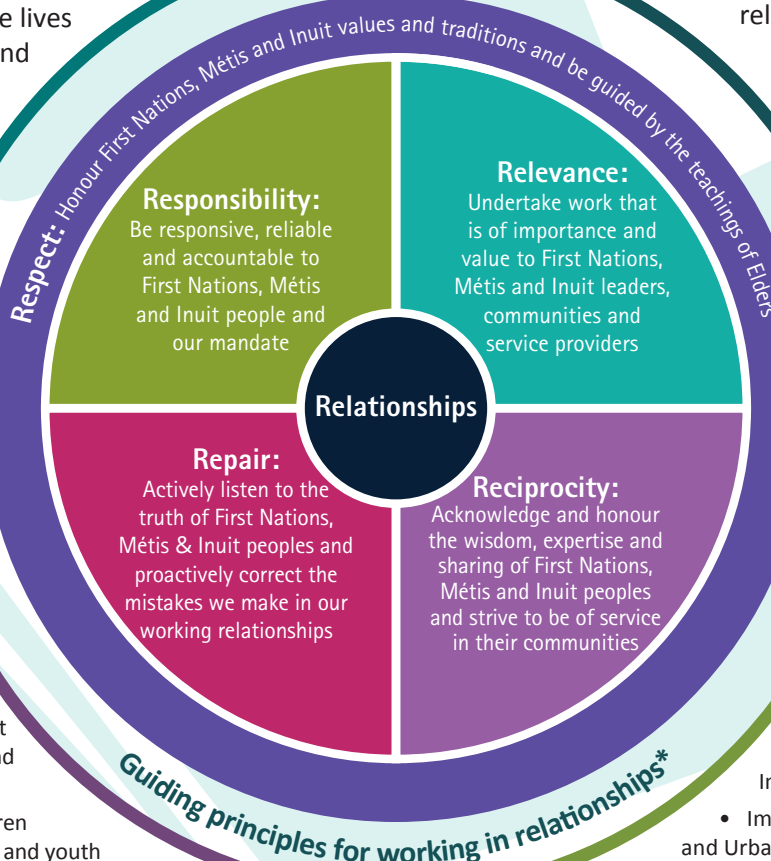 e lives
nd
rel
Respect: Honour First Nations, Métis and Inuit values and traditions and be guided by the teachings of Elders
Responsibility:
Be responsive, reliable
and accountable to
First Nations, Métis
and Inuit people and
our mandate
Relevance:
Undertake work that
is of importance and
value to First Nations,
Métis and Inuit leaders,
communities and
service providers
Relationships
Repair:
Actively listen to the
truth of First Nations,
Métis & Inuit peoples and
proactively correct the
mistakes we make in our
working relationships
Reciprocity:
Acknowledge and honour
the wisdom, expertise and
sharing of First Nations,
Métis and Inuit peoples
and strive to be of service
in their communities
Guiding principles for working in relationships*
t
d
ren
and youth
In
• Im
and Urba